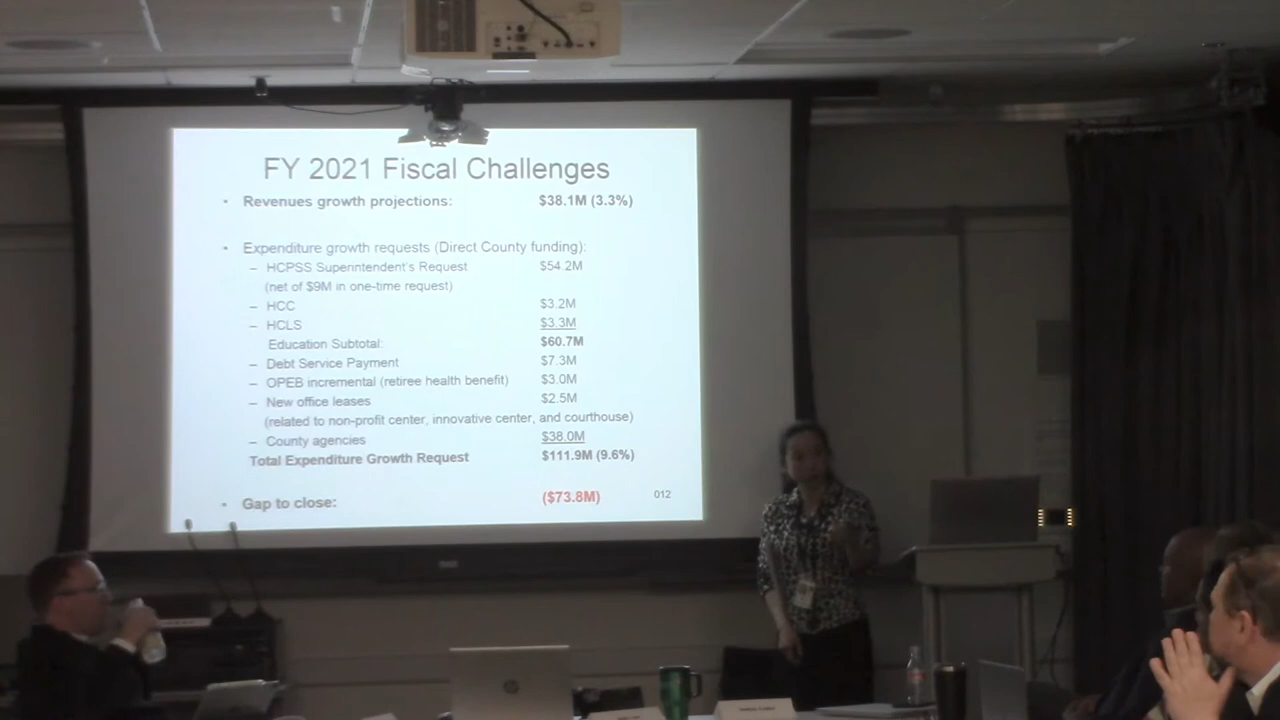 FY 2021 Fiscal Challenges
• Revenues growth projections: $38.1M (3.3%)
• Expenditure growth requests (Direct County funding):
– HCPSS Superintendent's Request $54.2M
(net of $9M in one-time request)
– HCC $3.2M
– HCLS $3.3M
Education Subtotal: $60.7M
– Debt Service Payment $7.3M
– OPEB incremental (retiree health benefit) $3.0M
– New office leases $2.5M
(related to non-profit center, innovative center, and courthouse)
– County agencies $38.0M
Total Expenditure Growth Request $111.9M (9.6%)
• Gap to close: ($73.8M)
012
hp